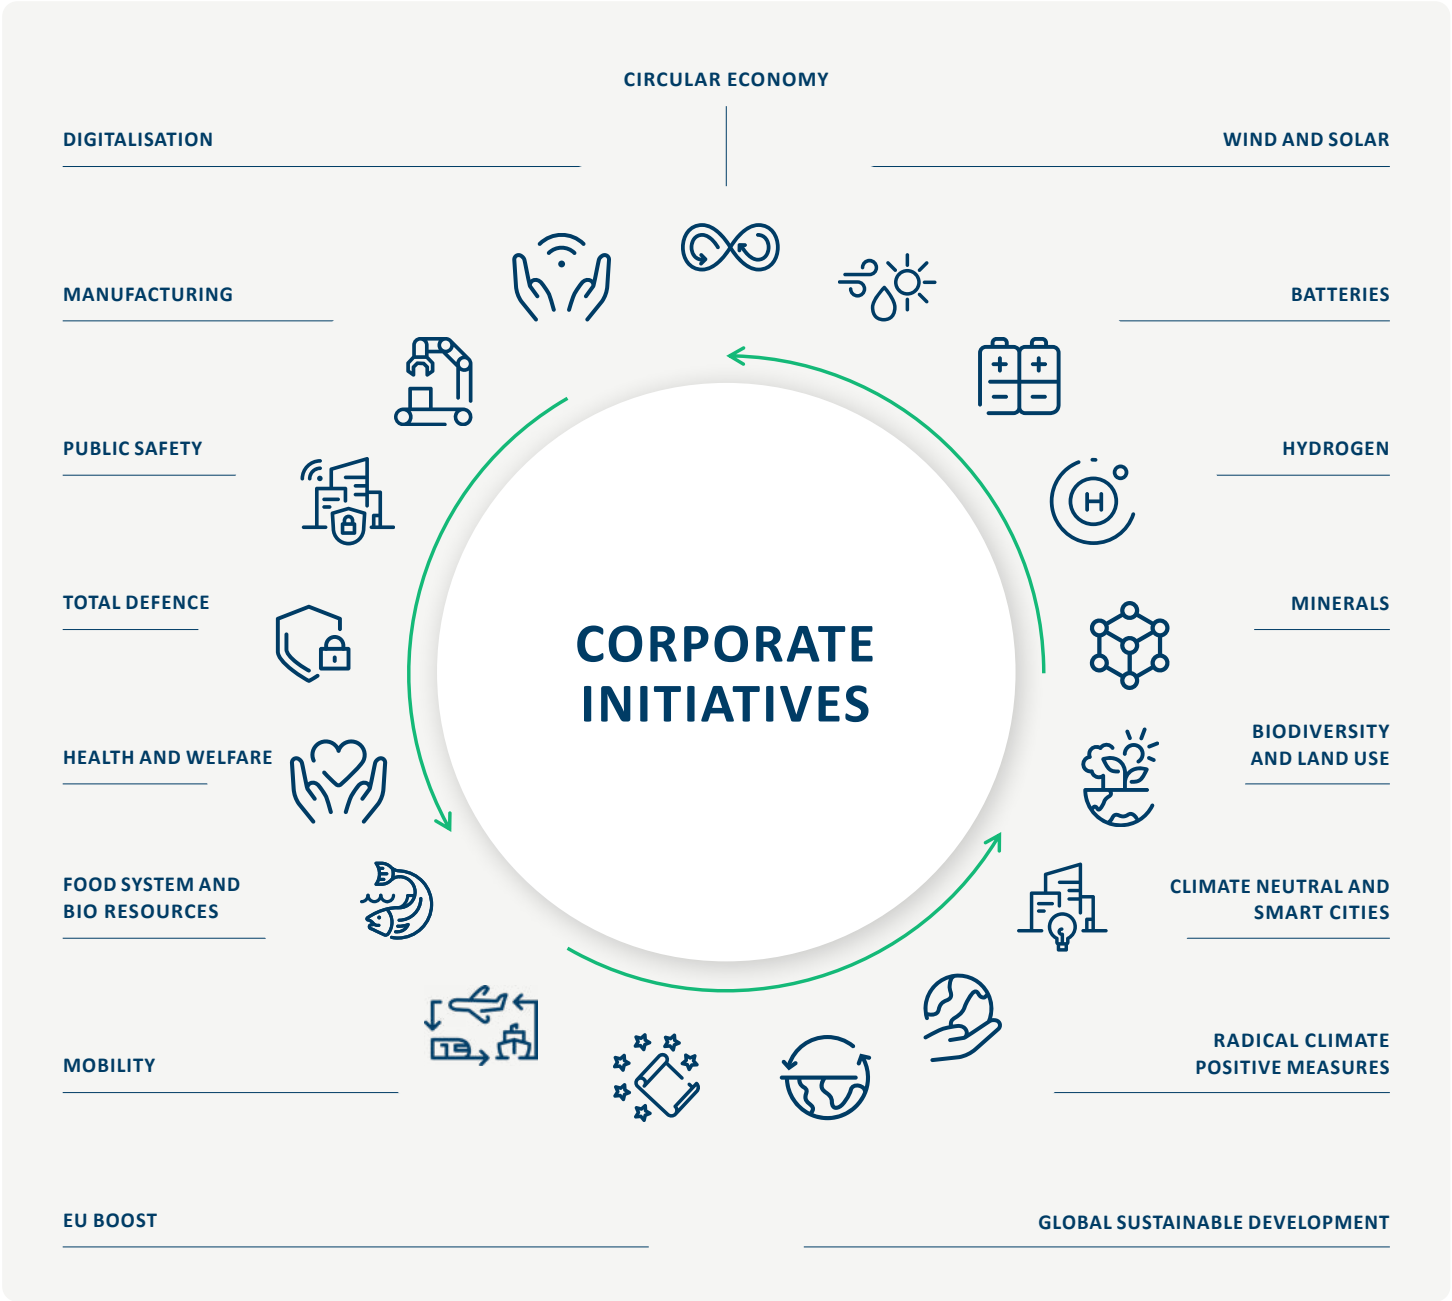 CIRCULAR ECONOMY
DIGITALISATION
WIND AND SOLAR
MANUFACTURING
BATTERIES
PUBLIC SAFETY
HYDROGEN
H
TOTAL DEFENCE
MINERALS
CORPORATE
INITIATIVES
HEALTH AND WELFARE
BIODIVERSITY
AND LAND USE
FOOD SYSTEM AND
BIO RESOURCES
CLIMATE NEUTRAL AND
SMART CITIES
MOBILITY
RADICAL CLIMATE
POSITIVE MEASURES
EU BOOST
GLOBAL SUSTAINABLE DEVELOPMENT